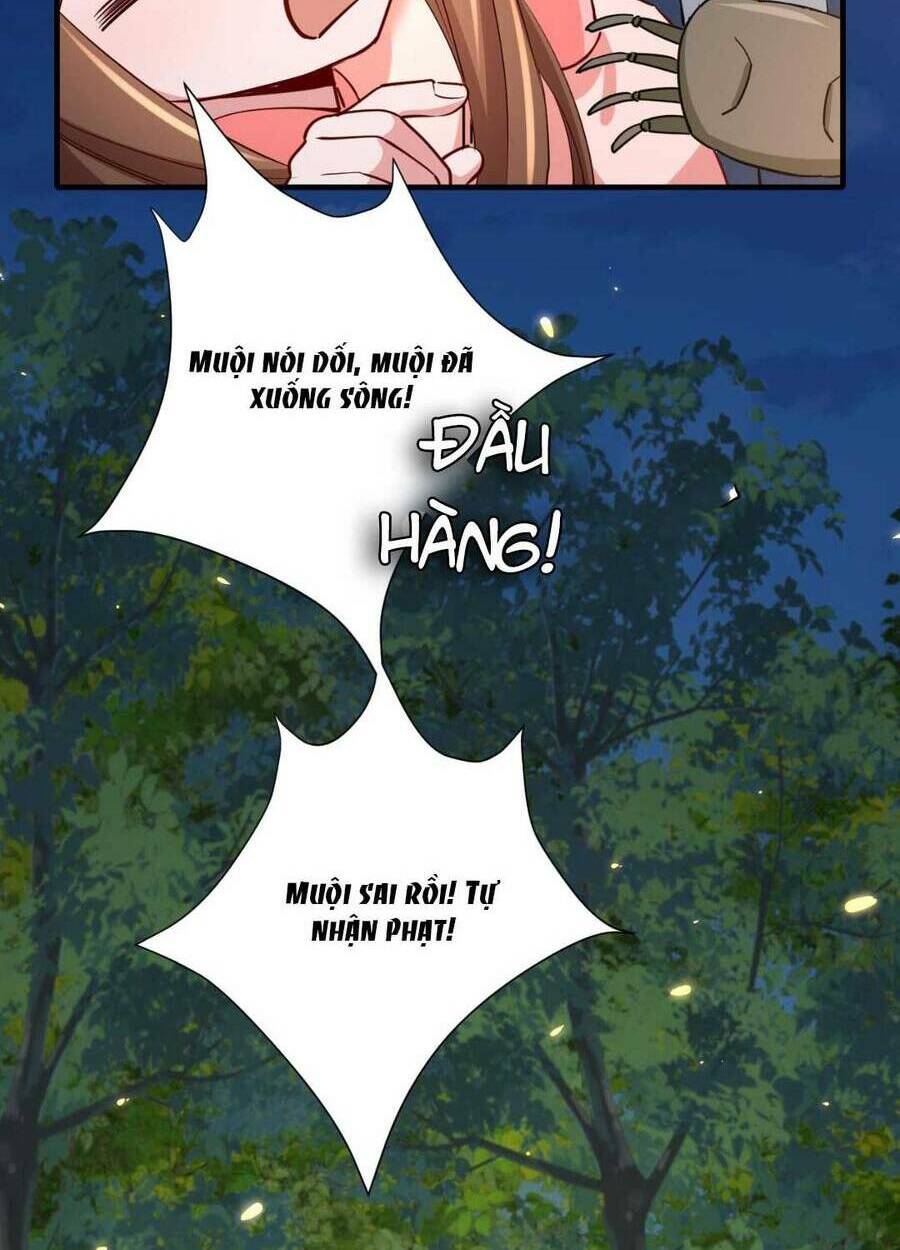 Muội nói dối, muội đã
xuống sông!
Đầu
hàng!
Muội sai rồi! Tự
nhận phạt!